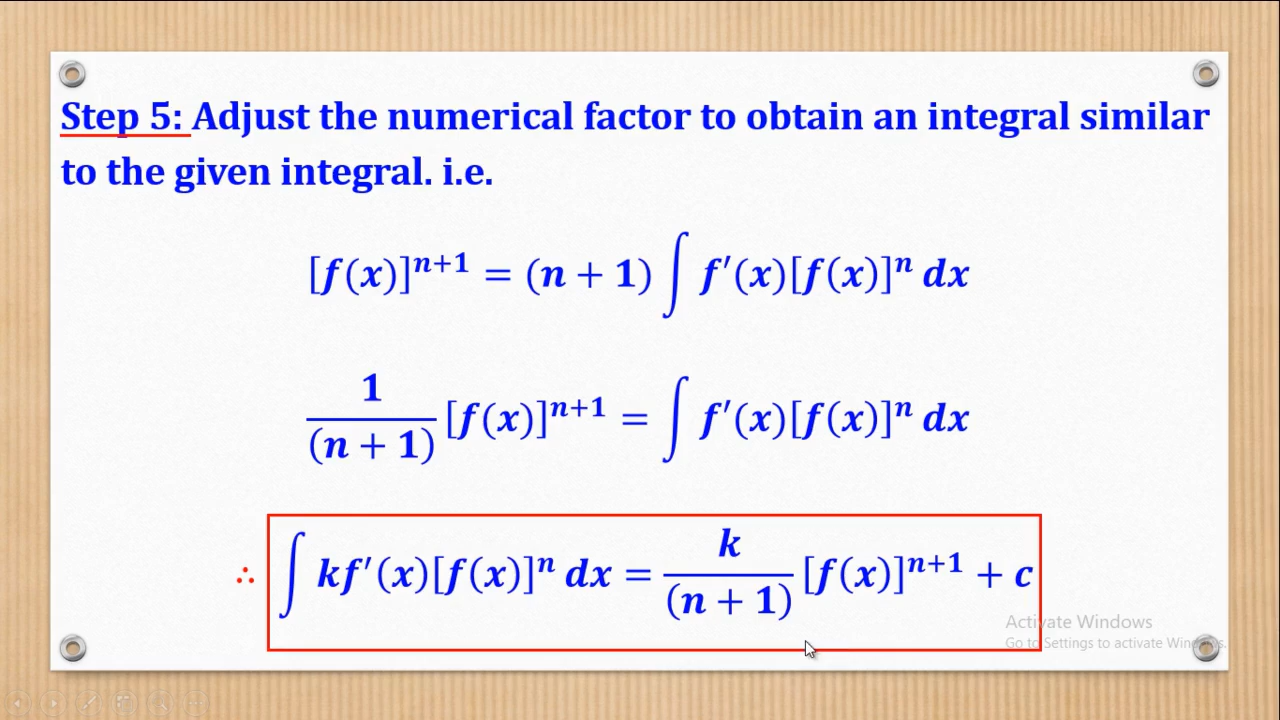 Step 5: Adjust the numerical factor to obtain an integral similar
to the given integral. i.e.
[f(x)]ⁿ⁺¹ = (n + 1) ∫ f′(x)[f(x)]ⁿ dx
1/(n + 1) [f(x)]ⁿ⁺¹ = ∫ f′(x)[f(x)]ⁿ dx
∴ ∫ kf′(x)[f(x)]ⁿ dx = k/(n + 1) [f(x)]ⁿ⁺¹ + c
Activate Windows
Go to Settings to activate Windows.